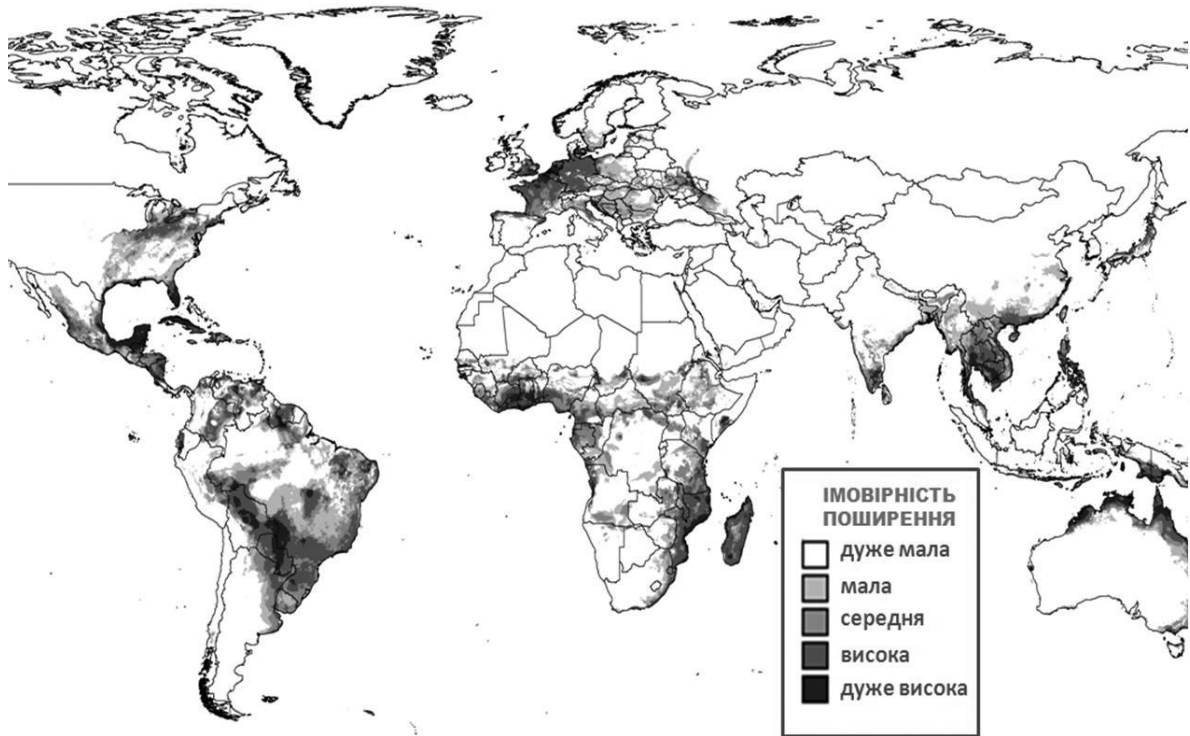 ІМОВІРНІСТЬ
ПОШИРЕННЯ
дуже мала
мала
середня
висока
дуже висока